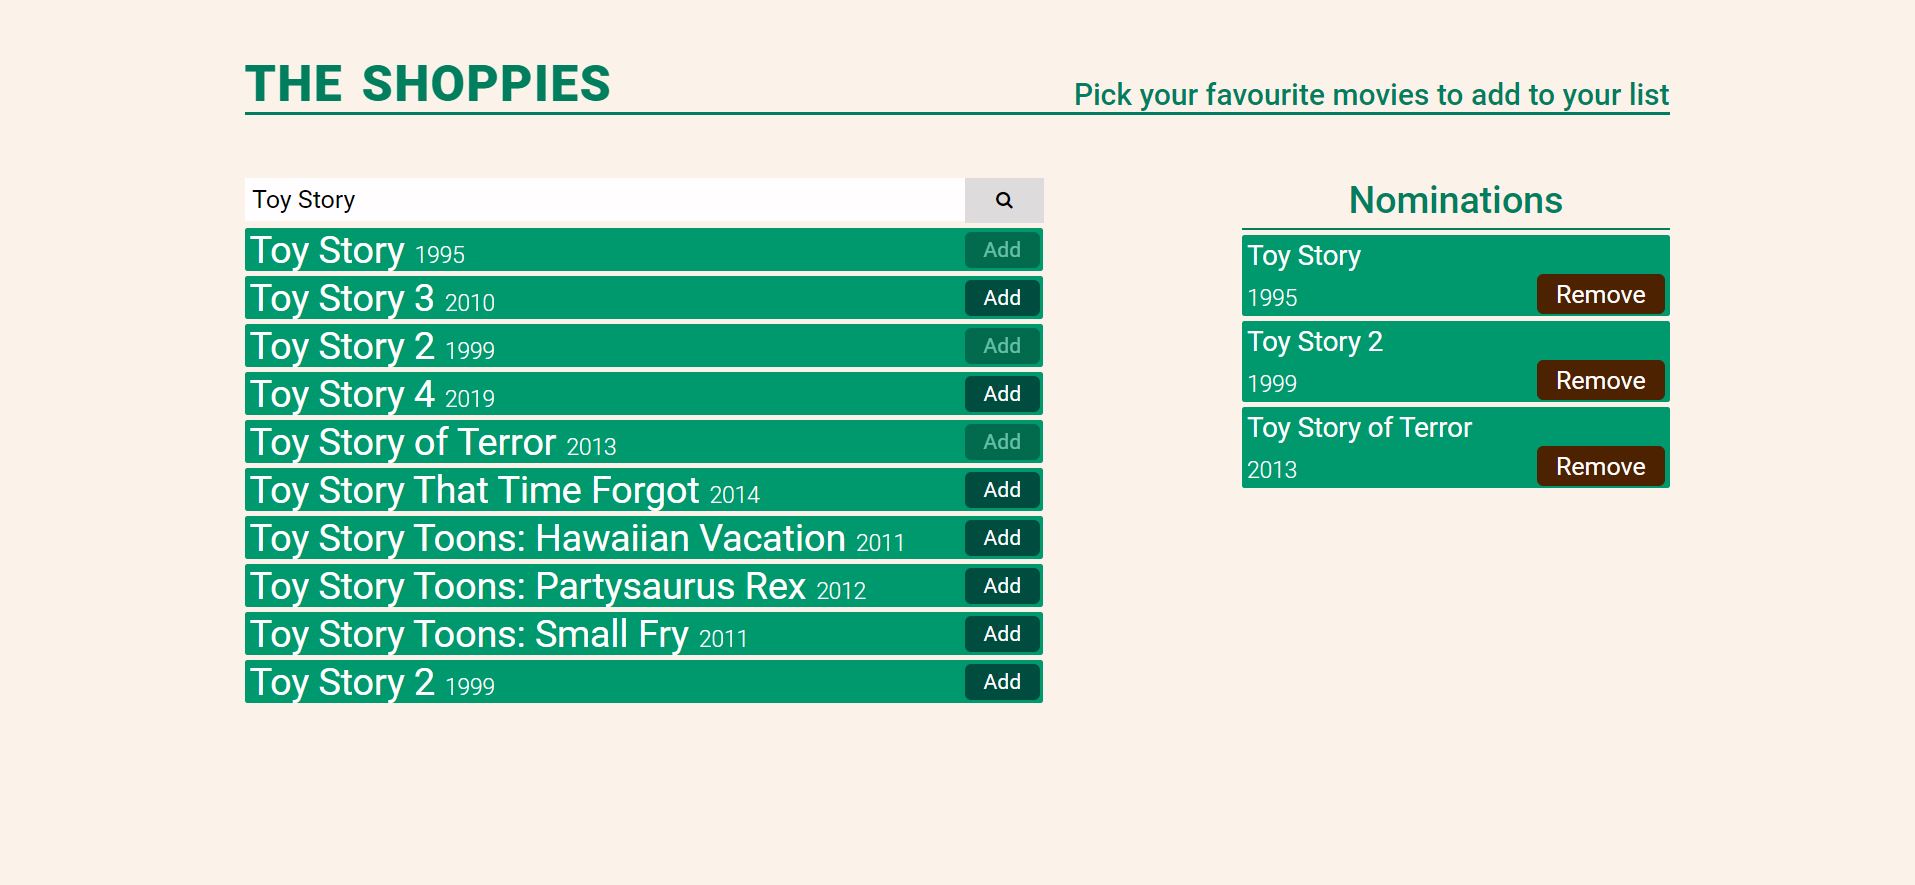 THE SHOPPIES
Pick your favourite movies to add to your list
Toy Story
Toy Story 1995 Add
Toy Story 3 2010 Add
Toy Story 2 1999 Add
Toy Story 4 2019 Add
Toy Story of Terror 2013 Add
Toy Story That Time Forgot 2014 Add
Toy Story Toons: Hawaiian Vacation 2011 Add
Toy Story Toons: Partysaurus Rex 2012 Add
Toy Story Toons: Small Fry 2011 Add
Toy Story 2 1999 Add
Nominations
Toy Story
1995 Remove
Toy Story 2
1999 Remove
Toy Story of Terror
2013 Remove